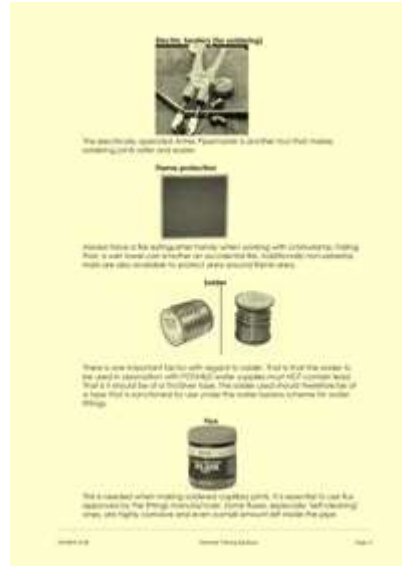 Electric heaters (for soldering)
The electrically operated Antex Pipemaster is another tool that makes
soldering joints safer and easier.
Flame protection
Always have a fire extinguisher handy when working with blowlamps. Failing
that, a wet towel can smother an accidental fire. Additionally non-asbestos
mats are also available to protect areas around flame areas.
Solder
There is one important factor with regard to solder. That is that the solder to
be used in association with POTABLE water supplies must NOT contain lead.
That is it should be of a tin/silver type. The solder used should therefore be of
a type that is sanctioned for use under the water byelaws scheme for water
fittings.
Flux
FLUX
This is needed when making soldered capillary joints. It is essential to use flux
approved by the fittings manufacturer. Some fluxes, especially 'self-cleaning'
ones, are highly corrosive and even a small amount left inside the pipe
Page